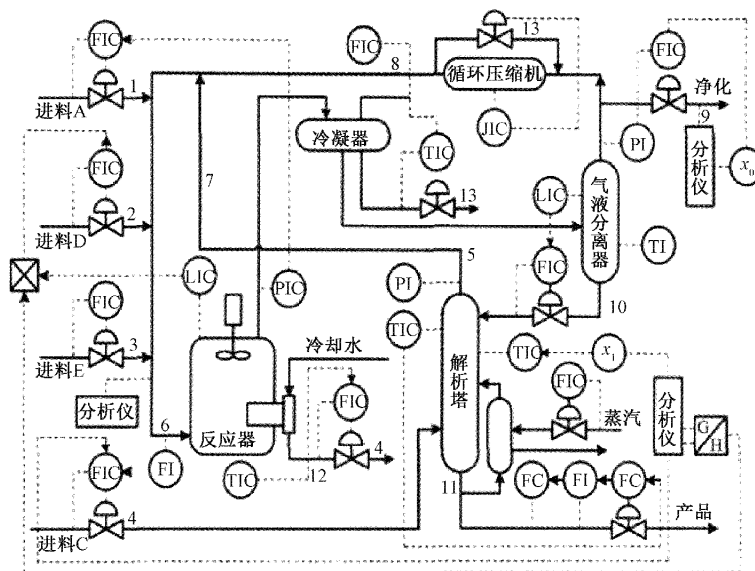 FIC
FIC
13
FIC
8
循环压缩机
净化
进料A
1
9
冷凝器
JIC
PI
分析仪
x₀
FIC
TIC
LIC
气液分离器
7
13
进料D
2
TI
5
FIC
LIC
PIC
PI
10
FIC
TIC
冷却水
解析塔
TIC
x₁
进料E
3
FIC
FIC
蒸汽
分析仪
分析仪
G
H
6
反应器
4
FI
TIC
12
11
FC
FI
FC
FIC
4
产品
进料C